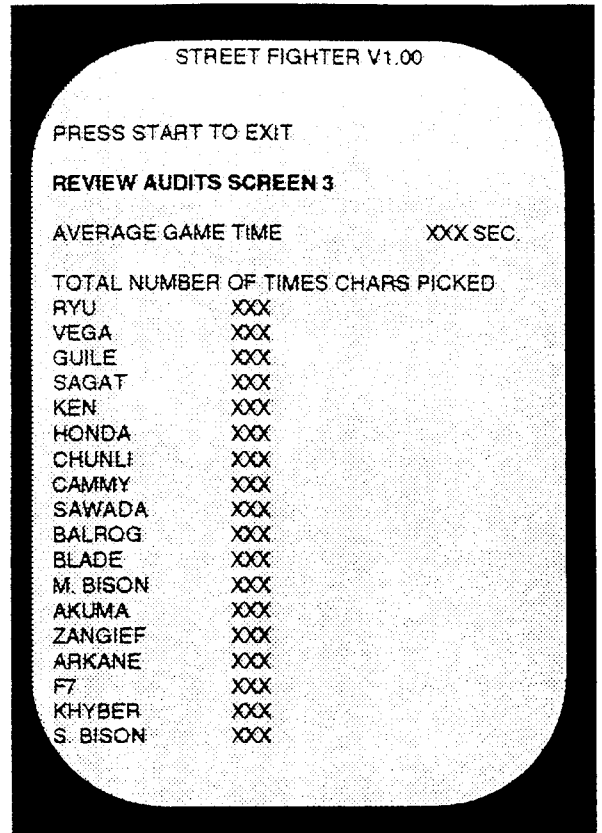 STREET FIGHTER V1.00
PRESS START TO EXIT
REVIEW AUDITS SCREEN 3
AVERAGE GAME TIME XXX SEC.
TOTAL NUMBER OF TIMES CHARS PICKED
RYU XXX
VEGA XXX
GUILE XXX
SAGAT XXX
KEN XXX
HONDA XXX
CHUNLI XXX
CAMMY XXX
SAWADA XXX
BALROG XXX
BLADE XXX
M. BISON XXX
AKUMA XXX
ZANGIEF XXX
ARKANE XXX
F7 XXX
KHYBER XXX
S. BISON XXX